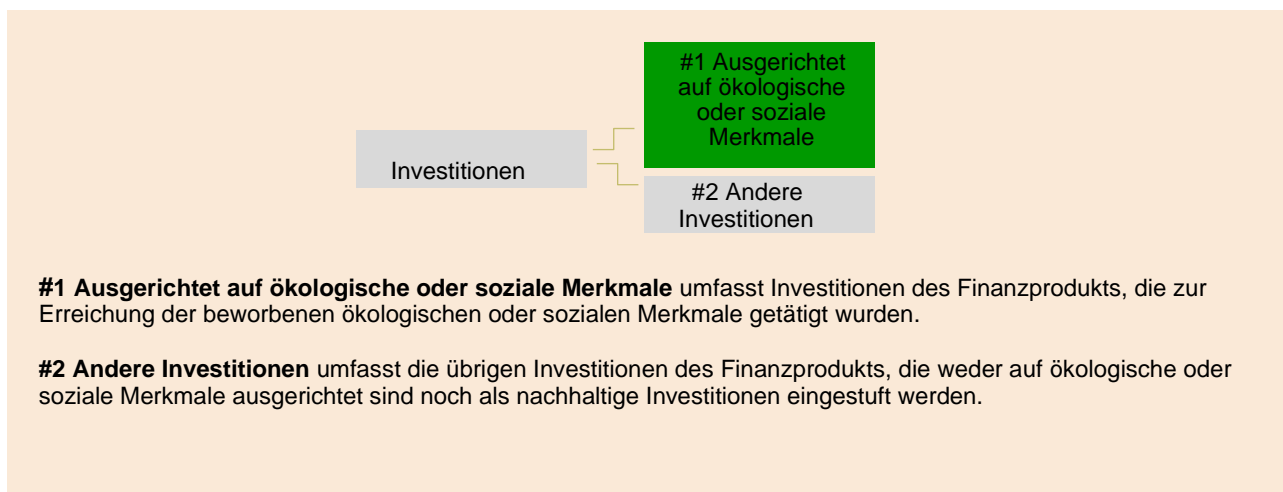 #1 Ausgerichtet
auf ökologische
oder soziale
Merkmale
Investitionen
#2 Andere
Investitionen
#1 Ausgerichtet auf ökologische oder soziale Merkmale umfasst Investitionen des Finanzprodukts, die zur
Erreichung der beworbenen ökologischen oder sozialen Merkmale getätigt wurden.
#2 Andere Investitionen umfasst die übrigen Investitionen des Finanzprodukts, die weder auf ökologische oder
soziale Merkmale ausgerichtet sind noch als nachhaltige Investitionen eingestuft werden.